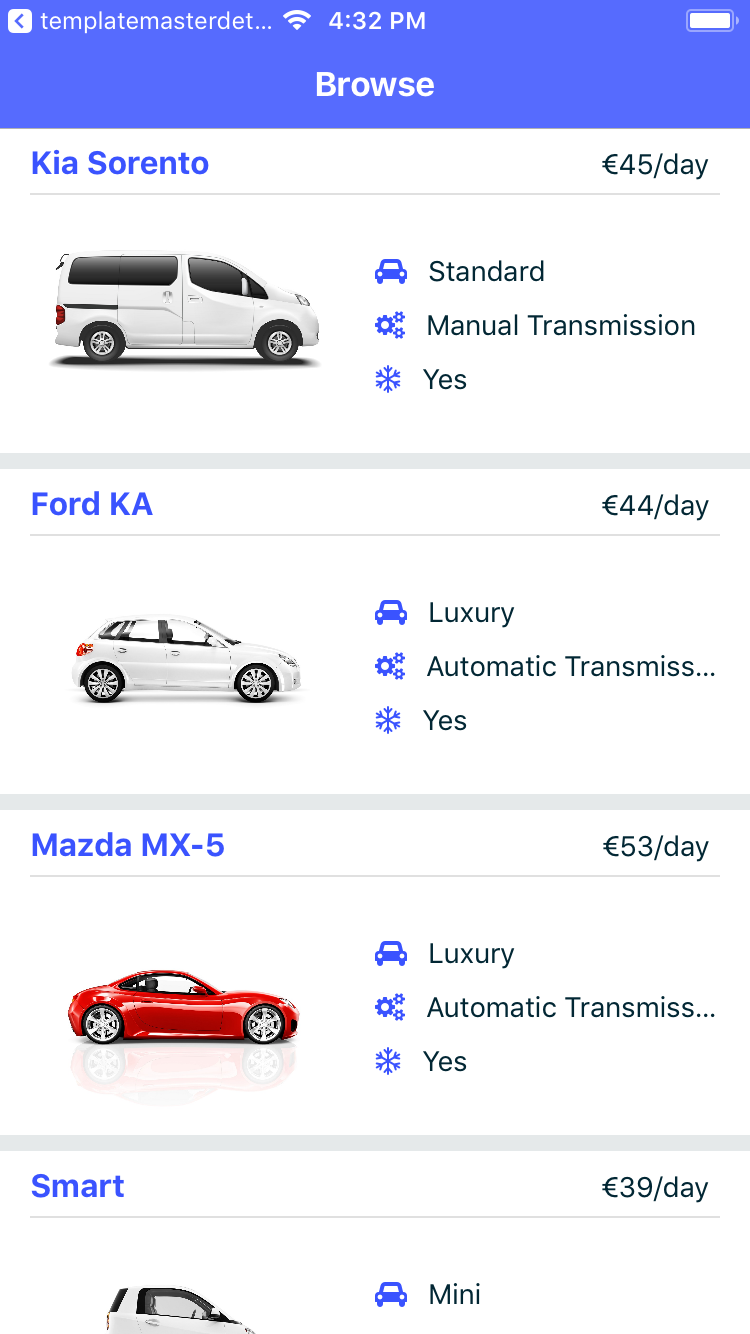 templatemasterdet... 4:32 PM
Browse
Kia Sorento €45/day
Standard
Manual Transmission
Yes
Ford KA €44/day
Luxury
Automatic Transmiss...
Yes
Mazda MX-5 €53/day
Luxury
Automatic Transmiss...
Yes
Smart €39/day
Mini